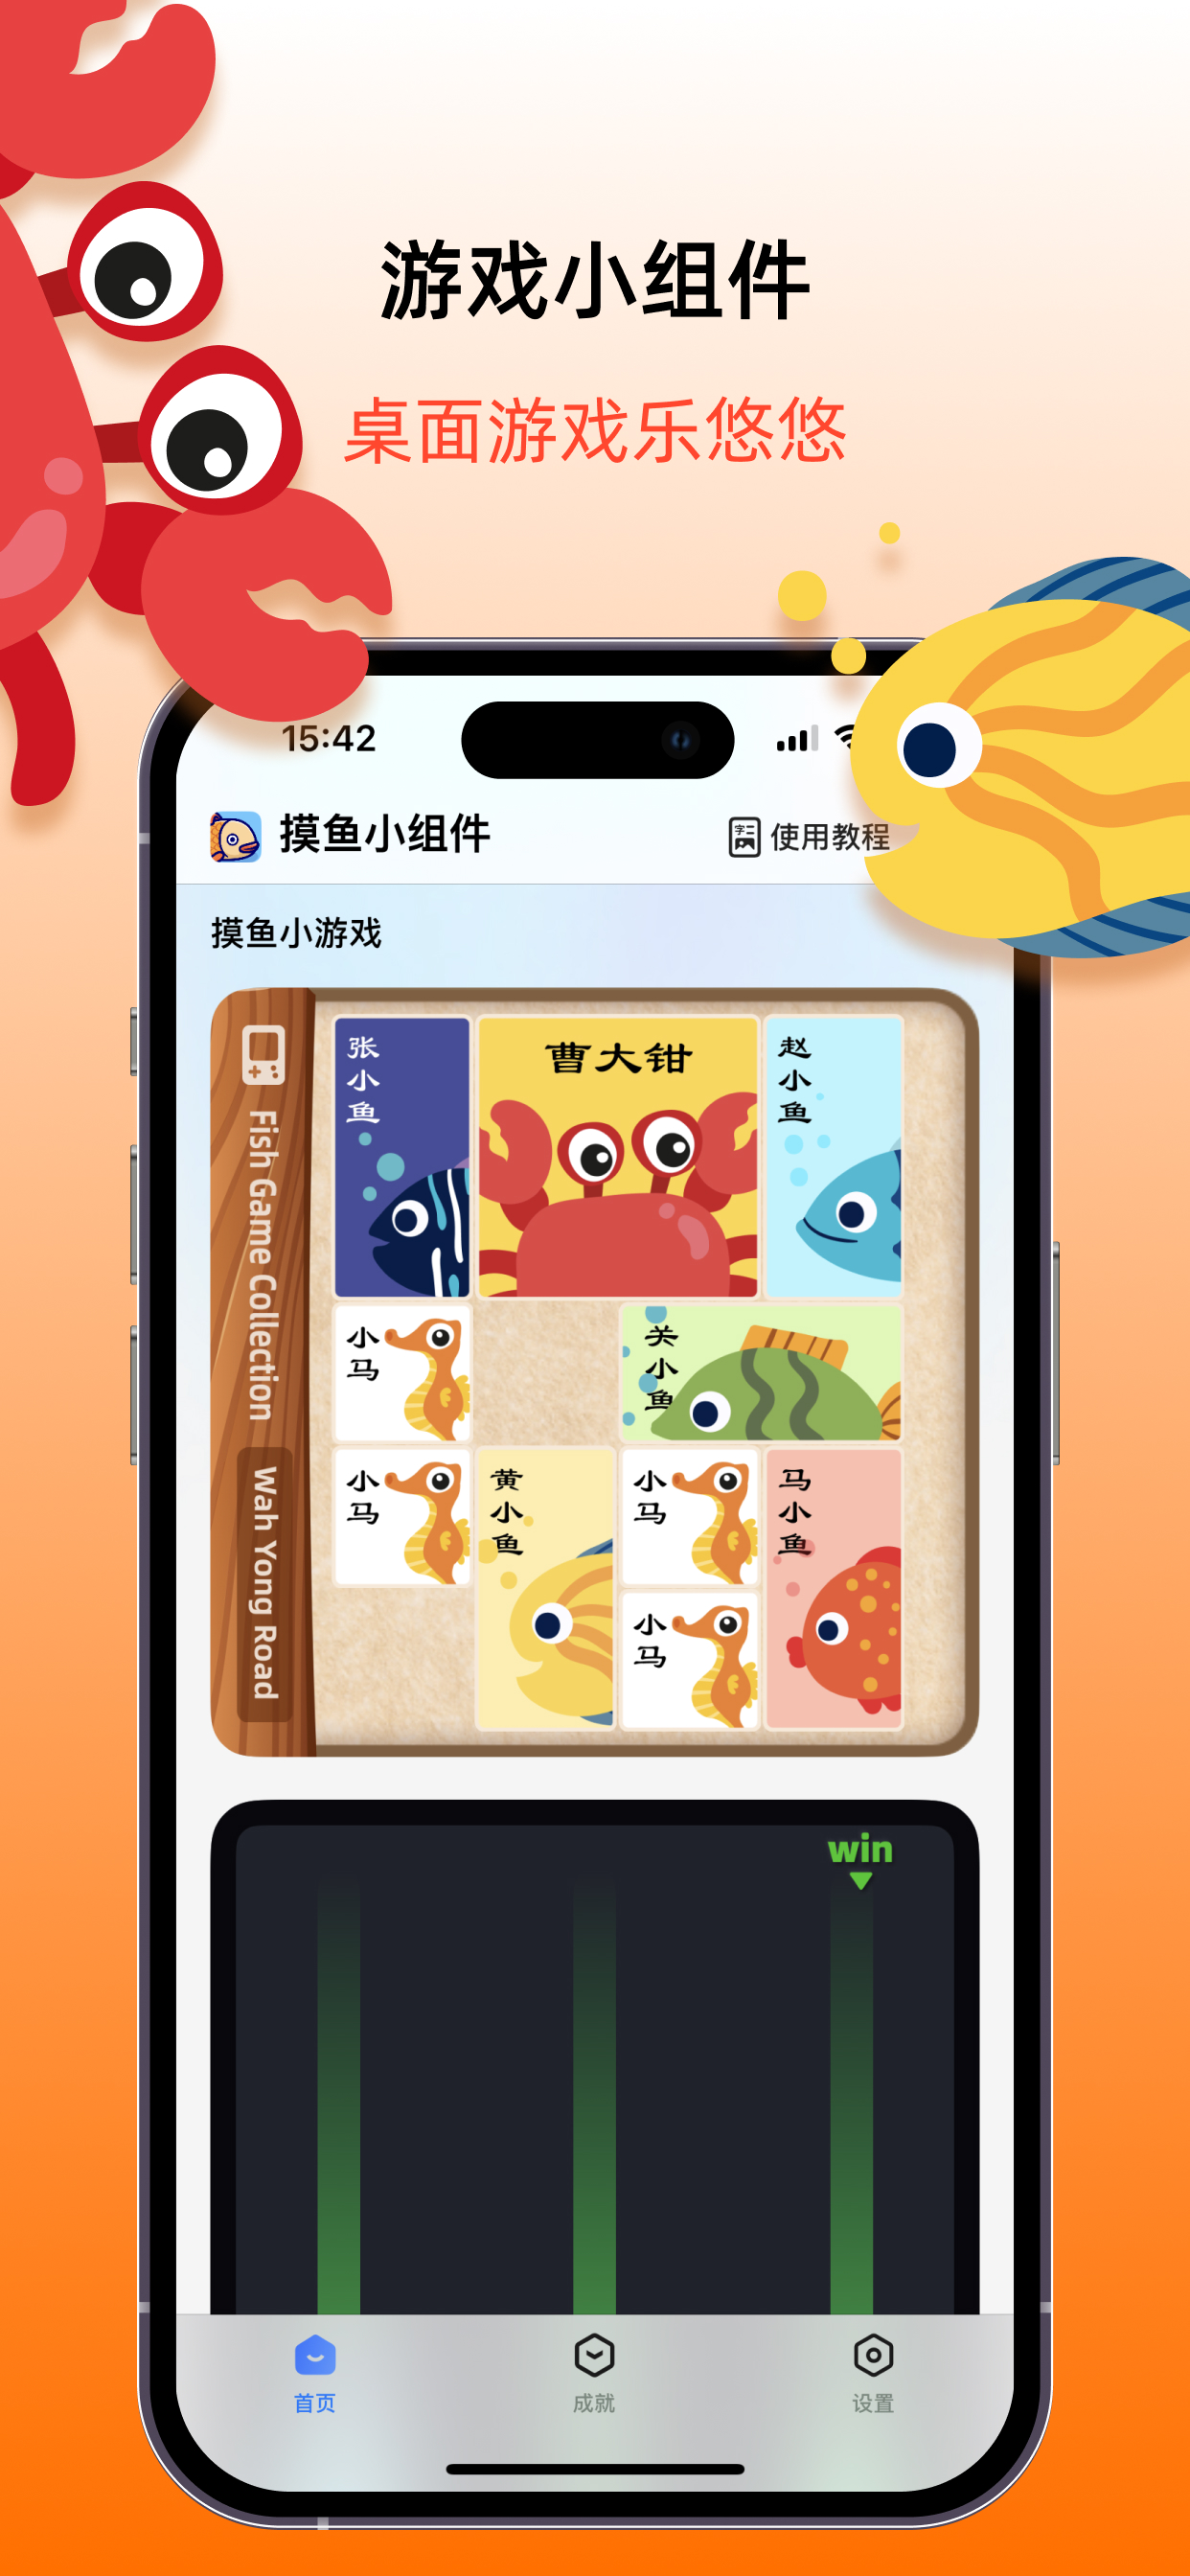 游戏小组件
桌面游戏乐悠悠
15:42
摸鱼小组件
使用教程
摸鱼小游戏
Fish Game Collection
Wah Yong Road
张小鱼
曹大钳
赵小鱼
小马
关小鱼
小马
黄小鱼
小马
马小鱼
小马
win
首页
成就
设置